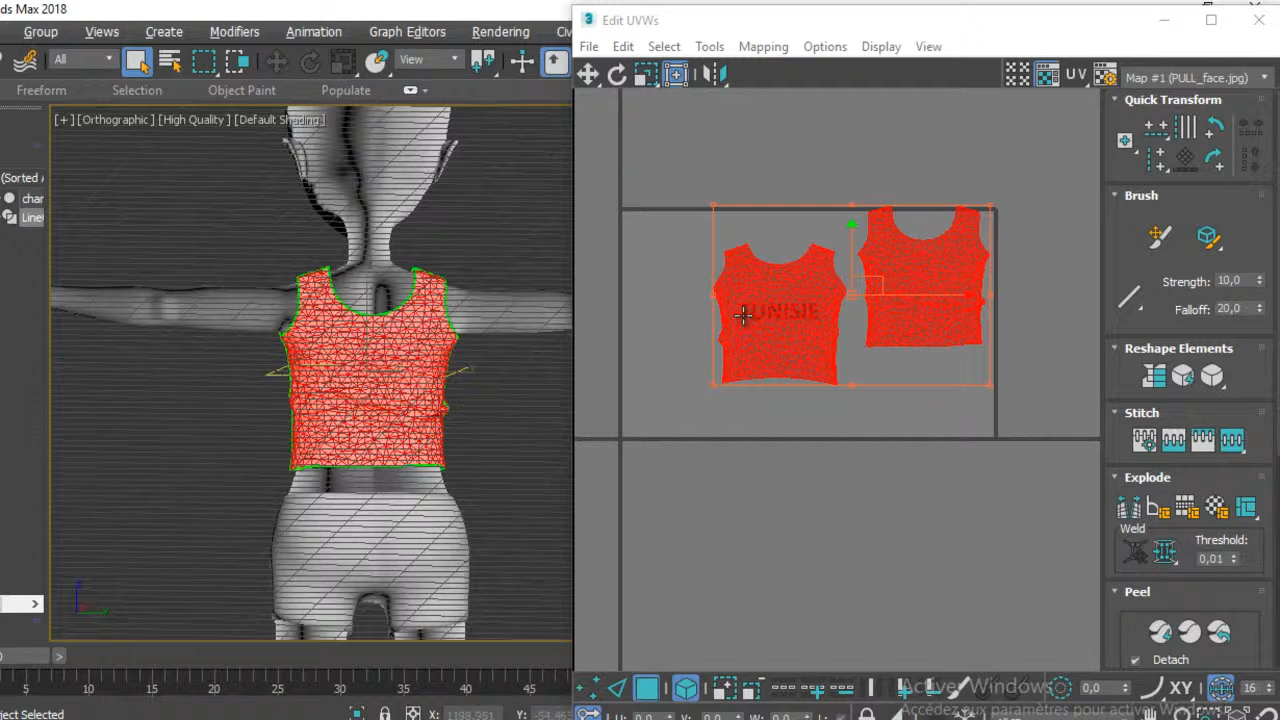 ds Max 2018
Group Views Create Modifiers Animation Graph Editors Rendering
All View
Freeform Selection Object Paint Populate
[+] [Orthographic] [High Quality] [Default Shading]
(Sorted
char
5 10 15 20 25 30 35 40 45
Selected
X: Y:
3 Edit UVWs
File Edit Select Tools Mapping Options Display View
UV Map #1 (PULL_face.jpg)
Quick Transform
Brush
Strength: 10,0
Falloff: 20,0
Reshape Elements
Stitch
Explode
Weld
Threshold:
0,01
Peel
Detach
0,0 XY 16
Activer Windows
Accédez aux paramètres pour activer Windows